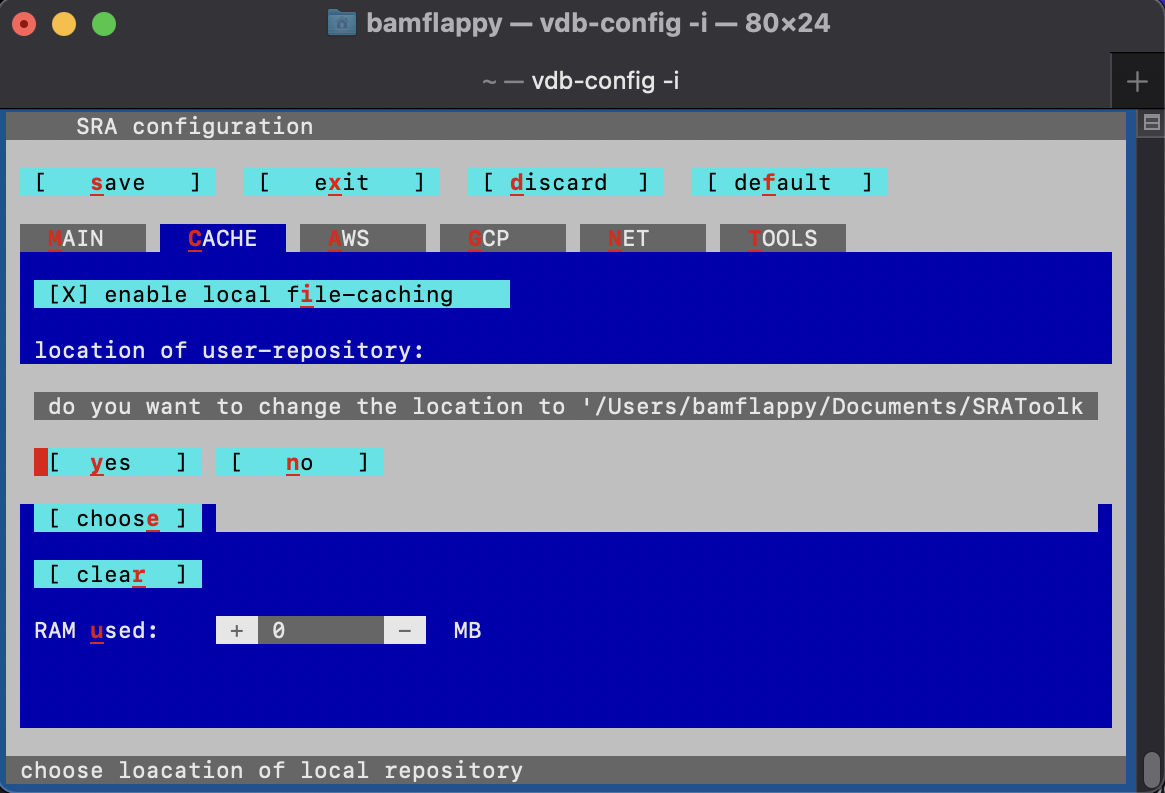 bamflappy — vdb-config -i — 80×24
~ — vdb-config -i
SRA configuration
[ save ] [ exit ] [ discard ] [ default ]
MAIN CACHE AWS GCP NET TOOLS
[X] enable local file-caching
location of user-repository:
do you want to change the location to '/Users/bamflappy/Documents/SRAToolk
[ yes ] [ no ]
[ choose ]
[ clear ]
RAM used: + 0 - MB
choose loacation of local repository